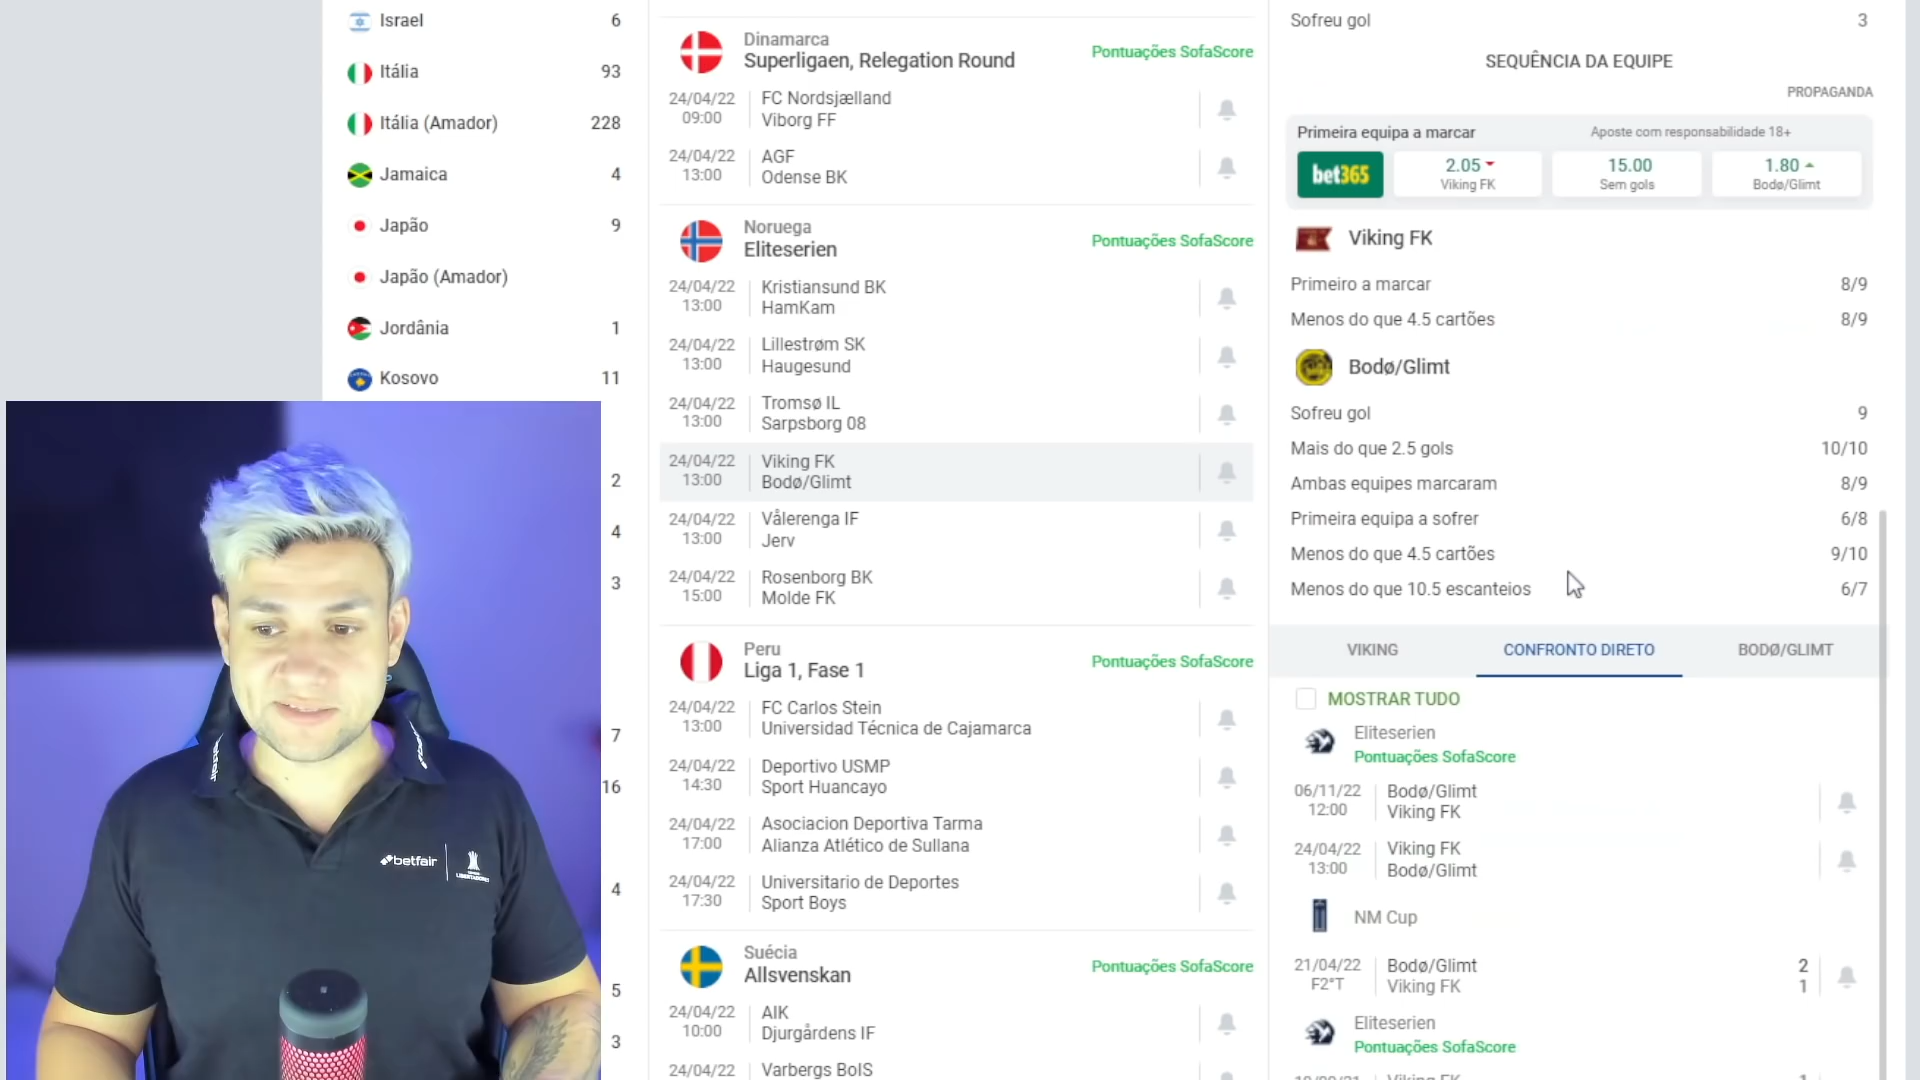 Israel 6
Itália 93
Itália (Amador) 228
Jamaica 4
Japão 9
Japão (Amador)
Jordânia 1
Kosovo 11
2
4
3
7
16
4
5
3
betfair
LIBERTADORES
Dinamarca
Superligaen, Relegation Round
Pontuações SofaScore
24/04/22 FC Nordsjælland
09:00 Viborg FF
24/04/22 AGF
13:00 Odense BK
Noruega
Eliteserien
Pontuações SofaScore
24/04/22 Kristiansund BK
13:00 HamKam
24/04/22 Lillestrøm SK
13:00 Haugesund
24/04/22 Tromsø IL
13:00 Sarpsborg 08
24/04/22 Viking FK
13:00 Bodø/Glimt
24/04/22 Vålerenga IF
13:00 Jerv
24/04/22 Rosenborg BK
15:00 Molde FK
Peru
Liga 1, Fase 1
Pontuações SofaScore
24/04/22 FC Carlos Stein
13:00 Universidad Técnica de Cajamarca
24/04/22 Deportivo USMP
14:30 Sport Huancayo
24/04/22 Asociacion Deportiva Tarma
17:00 Alianza Atlético de Sullana
24/04/22 Universitario de Deportes
17:30 Sport Boys
Suécia
Allsvenskan
Pontuações SofaScore
24/04/22 AIK
10:00 Djurgårdens IF
24/04/22 Varbergs BoIS
Sofreu gol 3
SEQUÊNCIA DA EQUIPE
PROPAGANDA
Primeira equipa a marcar Aposte com responsabilidade 18+
bet365 2.05 15.00 1.80
Viking FK Sem gols Bodø/Glimt
Viking FK
Primeiro a marcar 8/9
Menos do que 4.5 cartões 8/9
Bodø/Glimt
Sofreu gol 9
Mais do que 2.5 gols 10/10
Ambas equipes marcaram 8/9
Primeira equipa a sofrer 6/8
Menos do que 4.5 cartões 9/10
Menos do que 10.5 escanteios 6/7
VIKING CONFRONTO DIRETO BODØ/GLIMT
MOSTRAR TUDO
Eliteserien
Pontuações SofaScore
06/11/22 Bodø/Glimt
12:00 Viking FK
24/04/22 Viking FK
13:00 Bodø/Glimt
NM Cup
21/04/22 Bodø/Glimt 2
F2°T Viking FK 1
Eliteserien
Pontuações SofaScore
Viking FK